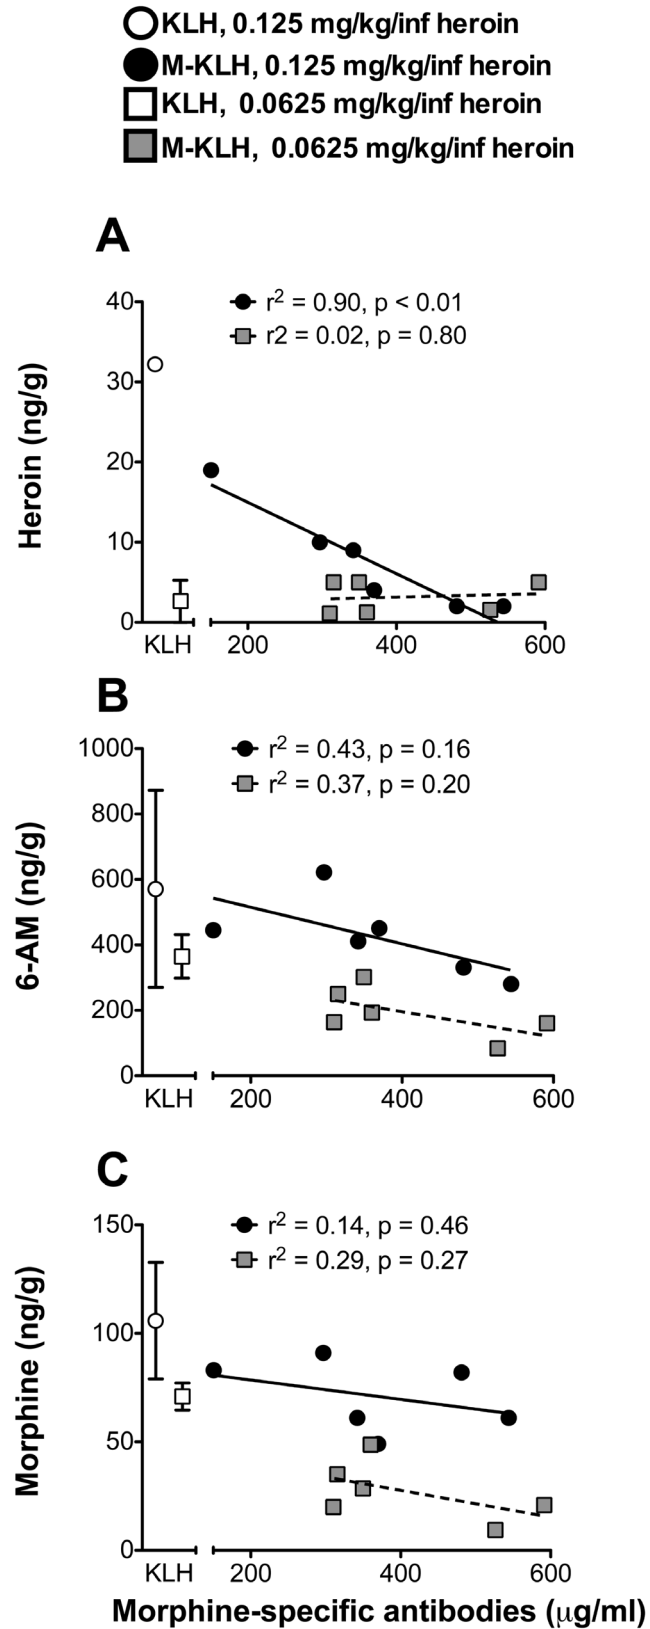 KLH, 0.125 mg/kg/inf heroin
M-KLH, 0.125 mg/kg/inf heroin
KLH, 0.0625 mg/kg/inf heroin
M-KLH, 0.0625 mg/kg/inf heroin
A
r² = 0.90, p < 0.01
r2 = 0.02, p = 0.80
Heroin (ng/g)
40
30
20
10
0
KLH 200 400 600
B
r² = 0.43, p = 0.16
r² = 0.37, p = 0.20
6-AM (ng/g)
1000
800
600
400
200
0
KLH 200 400 600
C
r² = 0.14, p = 0.46
r² = 0.29, p = 0.27
Morphine (ng/g)
150
100
50
0
KLH 200 400 600
Morphine-specific antibodies (μg/ml)